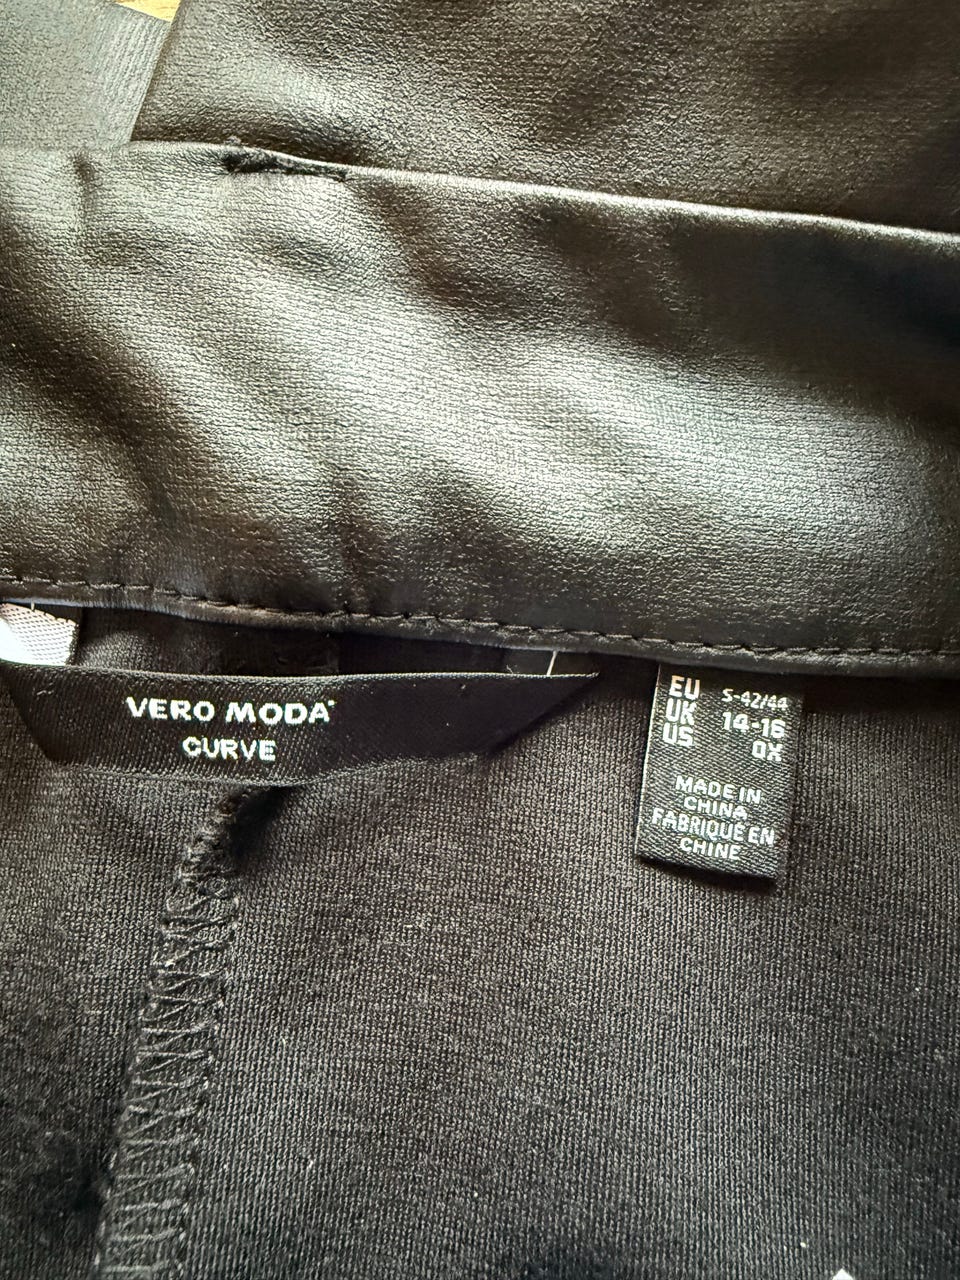 VERO MODA®
CURVE
EU S-42/44
UK 14-16
US 0X
MADE IN
CHINA
FABRIQUÉ EN
CHINE